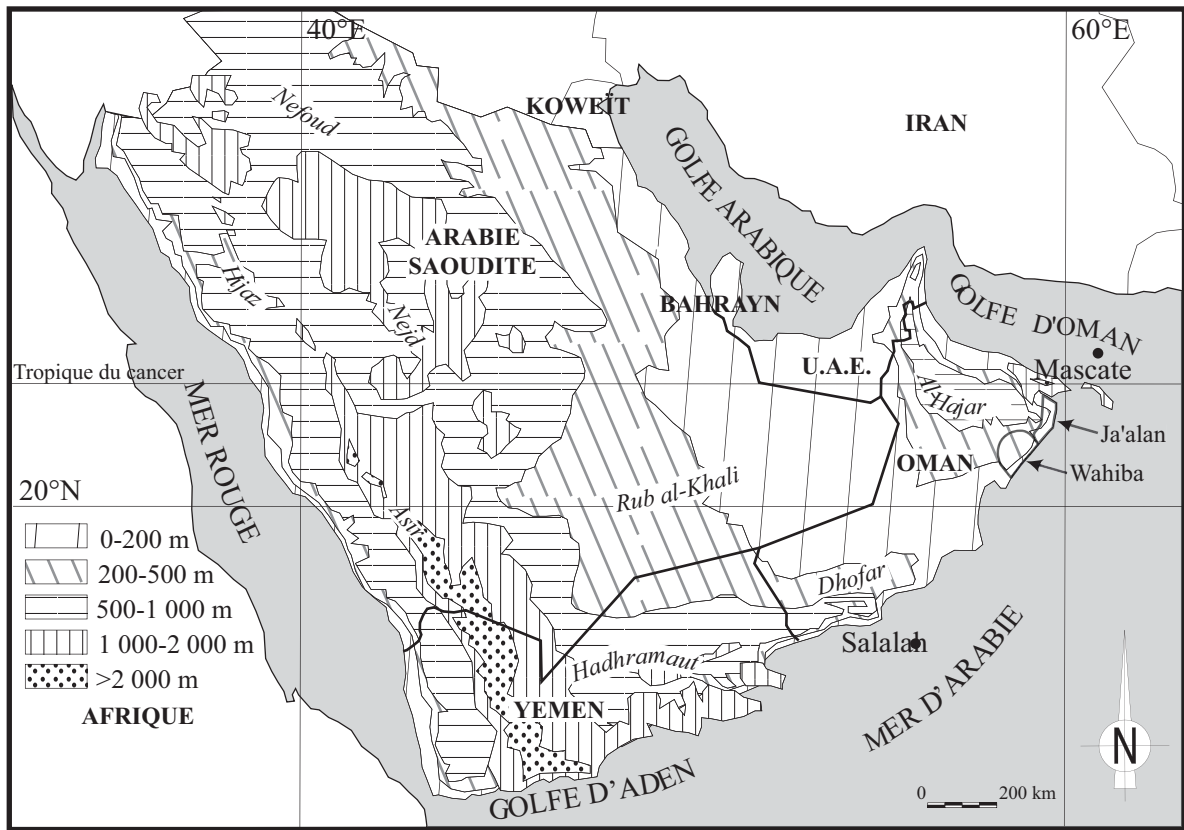 40°E
60°E
Nefoud
KOWEÏT
IRAN
GOLFE ARABIQUE
ARABIE
SAOUDITE
Hijaz
Nejd
BAHRAYN
GOLFE D'OMAN
U.A.E.
Tropique du cancer
Mascate
Al-Hajar
MER ROUGE
Ja'alan
OMAN
Wahiba
20°N
Rub al-Khali
Asir
0-200 m
200-500 m
500-1 000 m
1 000-2 000 m
>2 000 m
Dhofar
Salalah
Hadhramaut
AFRIQUE
YEMEN
MER D'ARABIE
GOLFE D'ADEN
N
0 200 km